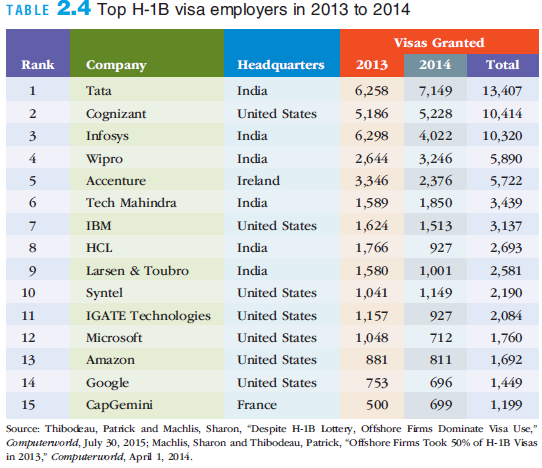 TABLE 2.4 Top H-1B visa employers in 2013 to 2014
Visas Granted
Rank Company Headquarters 2013 2014 Total
1 Tata India 6,258 7,149 13,407
2 Cognizant United States 5,186 5,228 10,414
3 Infosys India 6,298 4,022 10,320
4 Wipro India 2,644 3,246 5,890
5 Accenture Ireland 3,346 2,376 5,722
6 Tech Mahindra India 1,589 1,850 3,439
7 IBM United States 1,624 1,513 3,137
8 HCL India 1,766 927 2,693
9 Larsen & Toubro India 1,580 1,001 2,581
10 Syntel United States 1,041 1,149 2,190
11 IGATE Technologies United States 1,157 927 2,084
12 Microsoft United States 1,048 712 1,760
13 Amazon United States 881 811 1,692
14 Google United States 753 696 1,449
15 CapGemini France 500 699 1,199
Source: Thibodeau, Patrick and Machlis, Sharon, “Despite H-1B Lottery, Offshore Firms Dominate Visa Use,”
Computerworld, July 30, 2015; Machlis, Sharon and Thibodeau, Patrick, “Offshore Firms Took 50% of H-1B Visas
in 2013,” Computerworld, April 1, 2014.